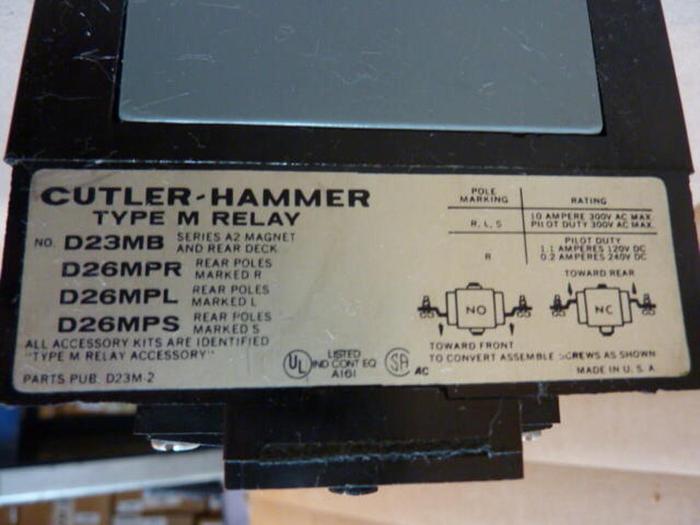 CUTLER-HAMMER
TYPE M RELAY
NO. D23MB SERIES A2 MAGNET AND REAR DECK
D26MPR REAR POLES MARKED R
D26MPL REAR POLES MARKED L
D26MPS REAR POLES MARKED S
ALL ACCESSORY KITS ARE IDENTIFIED
"TYPE M RELAY ACCESSORY"
PARTS PUB. D23M-2
UL
LISTED
IND CONT EQ
A161
SA
AC
POLE MARKING
RATING
R, L, S
10 AMPERE 300V AC MAX.
PILOT DUTY 300V AC MAX.
R
PILOT DUTY
1.1 AMPERES 120V DC
0.2 AMPERES 240V DC
TOWARD REAR
NO
NC
TOWARD FRONT
TO CONVERT ASSEMBLE SCREWS AS SHOWN
MADE IN U. S. A